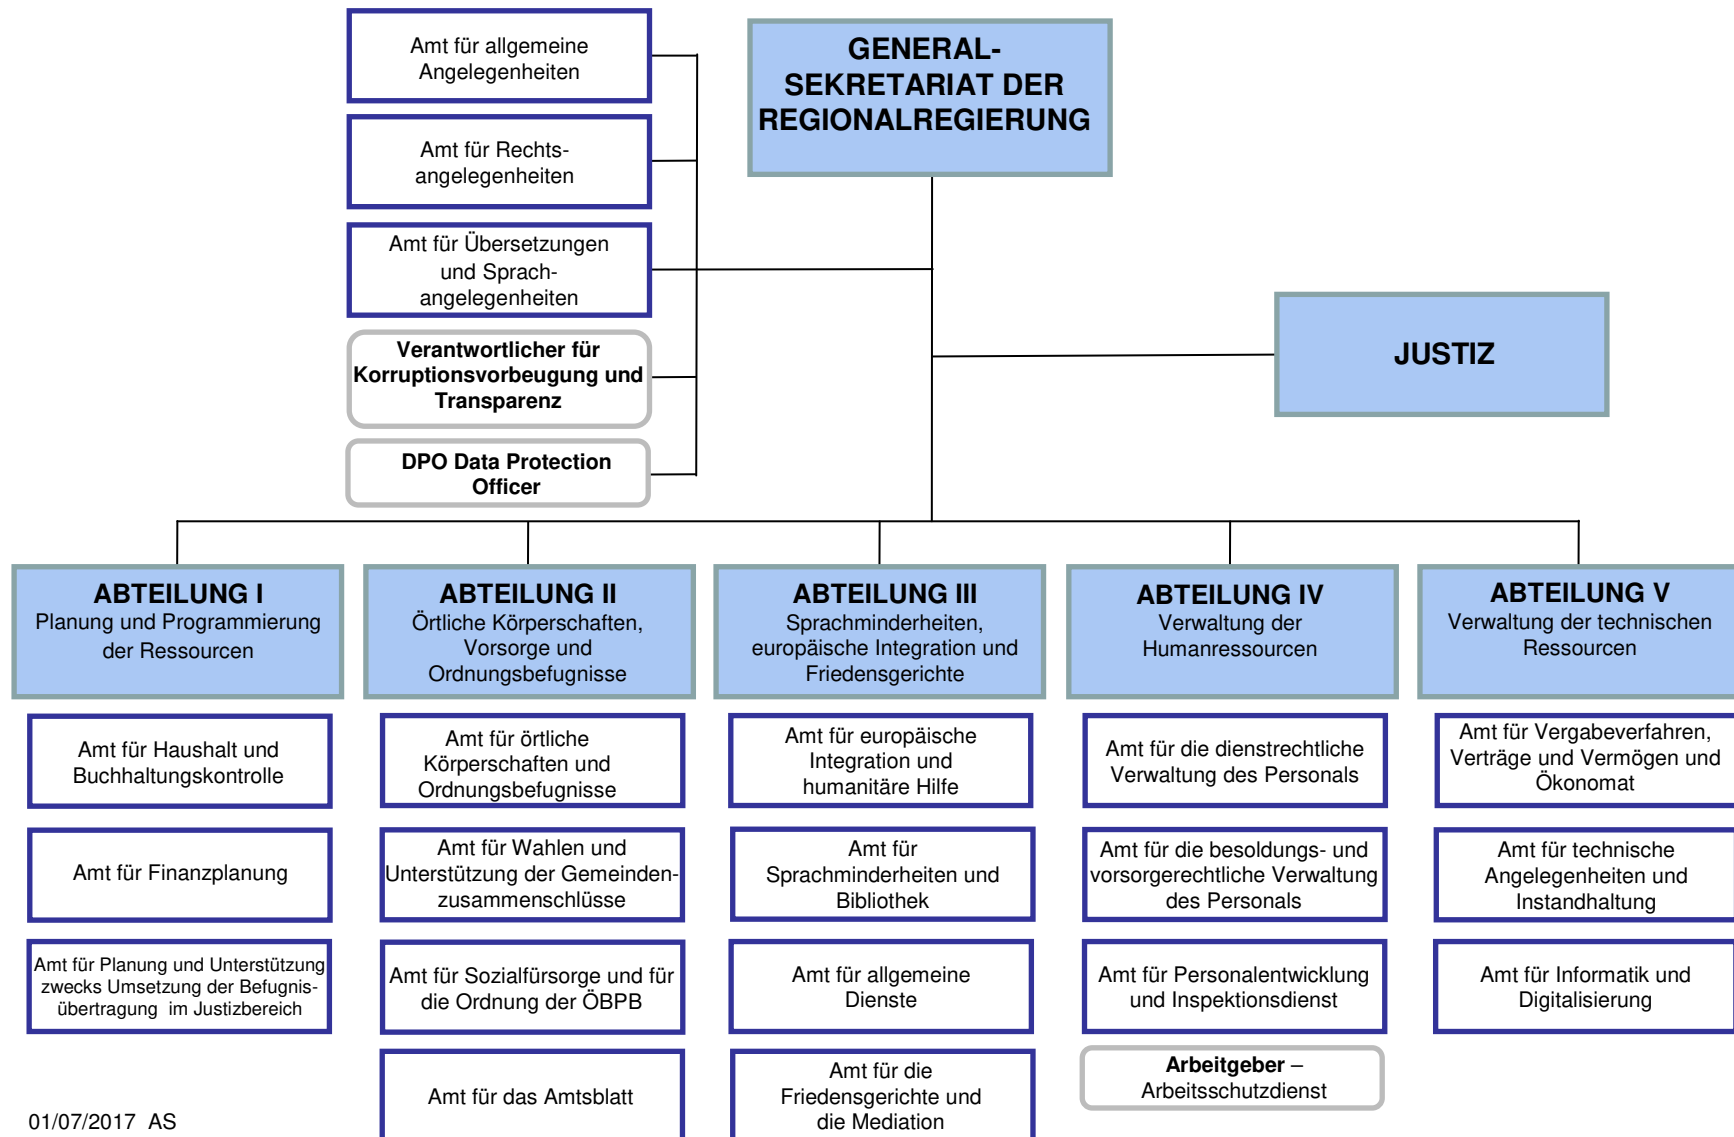 Amt für allgemeine
Angelegenheiten
GENERAL-
SEKRETARIAT DER
REGIONALREGIERUNG
Amt für Rechts-
angelegenheiten
Amt für Übersetzungen
und Sprach-
angelegenheiten
Verantwortlicher für
Korruptionsvorbeugung und
Transparenz
JUSTIZ
DPO Data Protection
Officer
ABTEILUNG I
Planung und Programmierung
der Ressourcen
ABTEILUNG II
Örtliche Körperschaften,
Vorsorge und
Ordnungsbefugnisse
ABTEILUNG III
Sprachminderheiten,
europäische Integration und
Friedensgerichte
ABTEILUNG IV
Verwaltung der
Humanressourcen
ABTEILUNG V
Verwaltung der technischen
Ressourcen
Amt für Haushalt und
Buchhaltungskontrolle
Amt für örtliche
Körperschaften und
Ordnungsbefugnisse
Amt für europäische
Integration und
humanitäre Hilfe
Amt für die dienstrechtliche
Verwaltung des Personals
Amt für Vergabeverfahren,
Verträge und Vermögen und
Ökonomat
Amt für Finanzplanung
Amt für Wahlen und
Unterstützung der Gemeinden-
zusammenschlüsse
Amt für
Sprachminderheiten und
Bibliothek
Amt für die besoldungs- und
vorsorgerechtliche Verwaltung
des Personals
Amt für technische
Angelegenheiten und
Instandhaltung
Amt für Planung und Unterstützung
zwecks Umsetzung der Befugnis-
übertragung im Justizbereich
Amt für Sozialfürsorge und für
die Ordnung der ÖBPB
Amt für allgemeine
Dienste
Amt für Personalentwicklung
und Inspektionsdienst
Amt für Informatik und
Digitalisierung
Amt für das Amtsblatt
Amt für die
Friedensgerichte und
die Mediation
Arbeitgeber –
Arbeitsschutzdienst
01/07/2017 AS